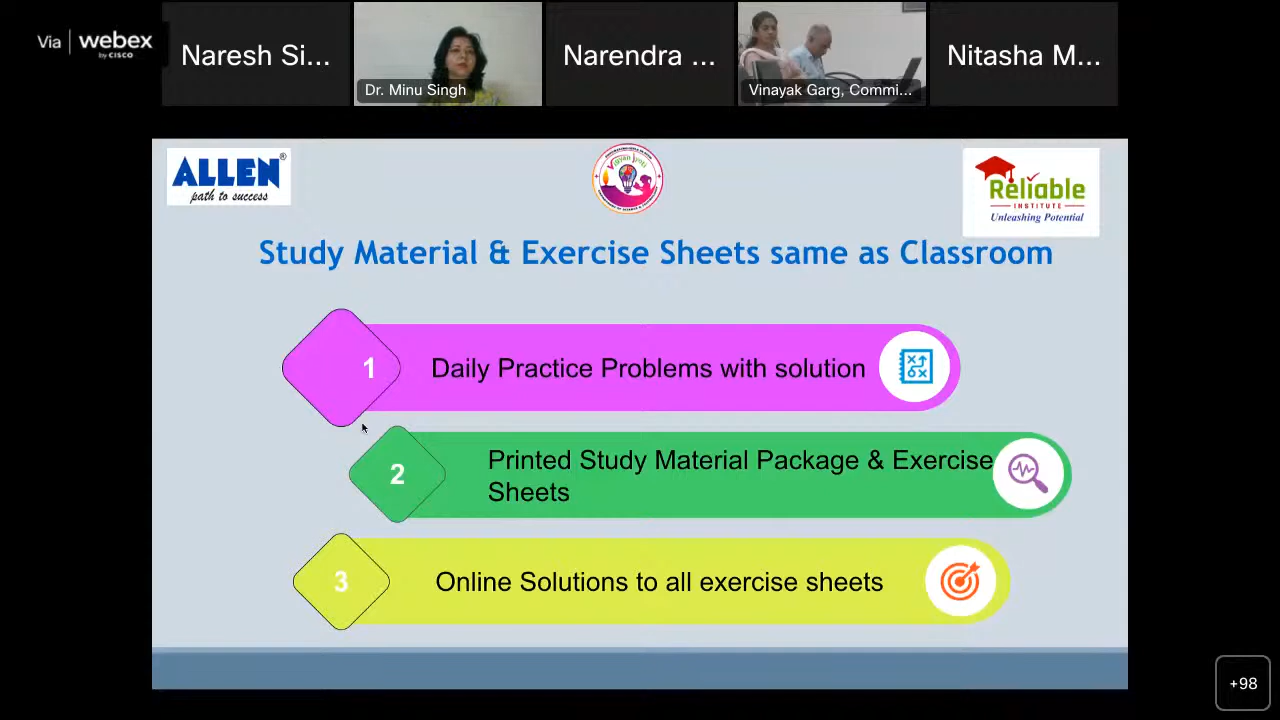 Via webex
by CISCO
Naresh Si...
Dr. Minu Singh
Narendra ...
Vinayak Garg, Commi...
Nitasha M...
ALLEN®
path to success
Vigyan Jyoti
Reliable
INSTITUTE
Unleashing Potential
Study Material & Exercise Sheets same as Classroom
1
Daily Practice Problems with solution
2
Printed Study Material Package & Exercise
Sheets
3
Online Solutions to all exercise sheets
+98